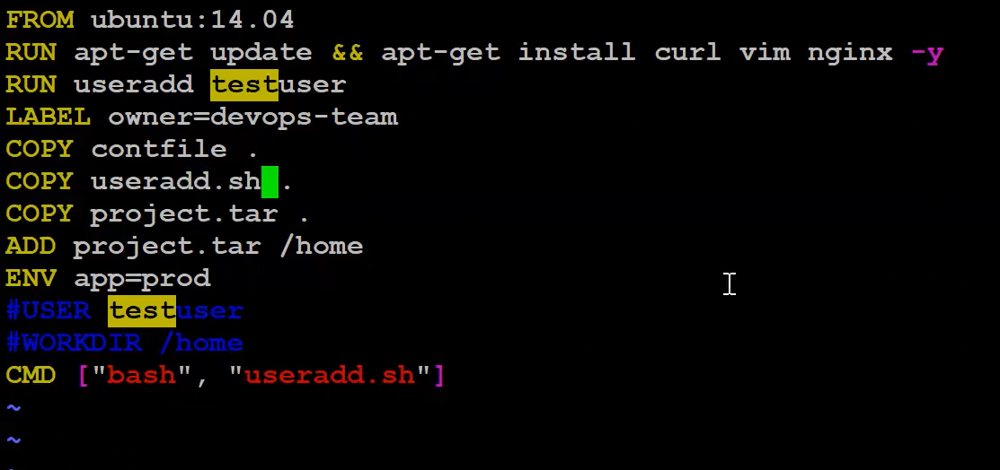 FROM ubuntu:14.04
RUN apt-get update && apt-get install curl vim nginx -y
RUN useradd testuser
LABEL owner=devops-team
COPY contfile .
COPY useradd.sh .
COPY project.tar .
ADD project.tar /home
ENV app=prod
#USER testuser
#WORKDIR /home
CMD ["bash", "useradd.sh"]
~
~